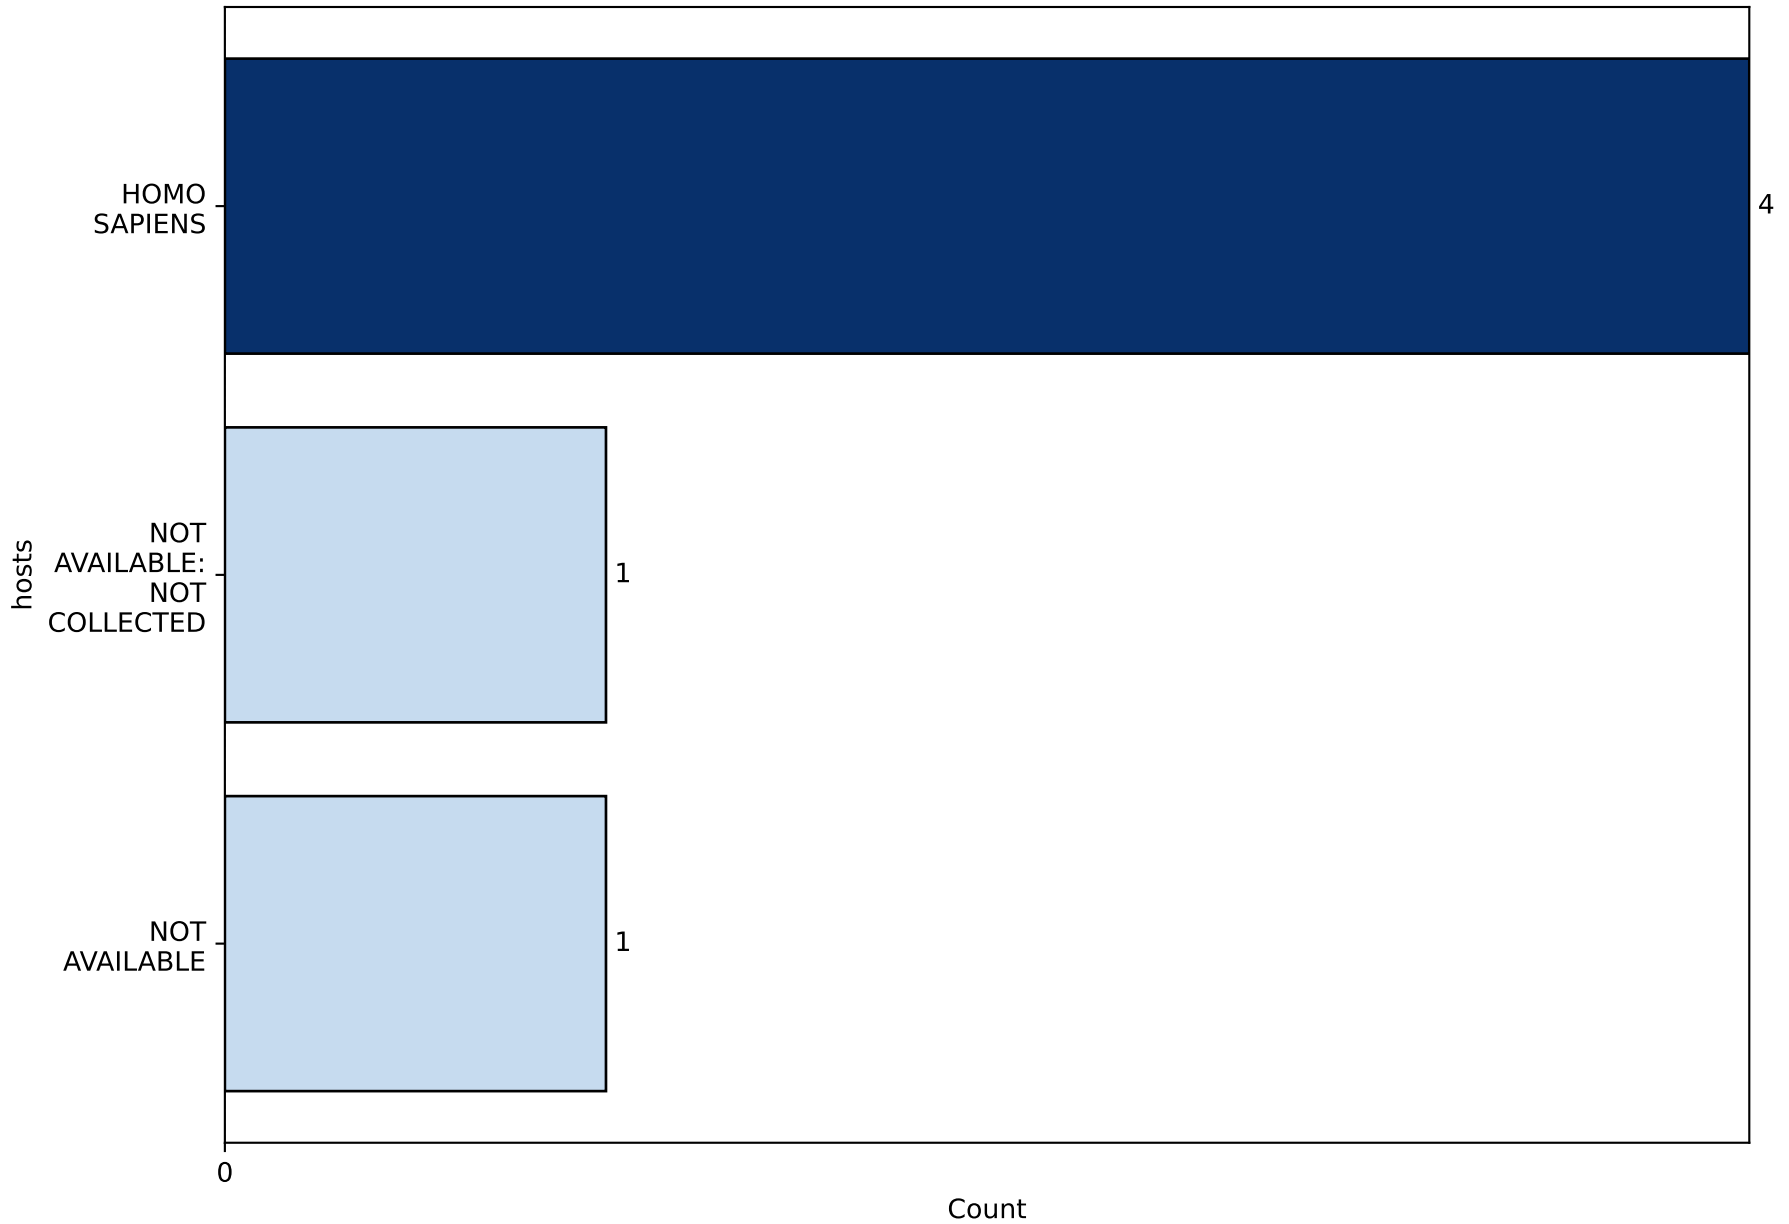 HOMO
SAPIENS
4
NOT
AVAILABLE:
NOT
COLLECTED
1
NOT
AVAILABLE
1
hosts
0
Count